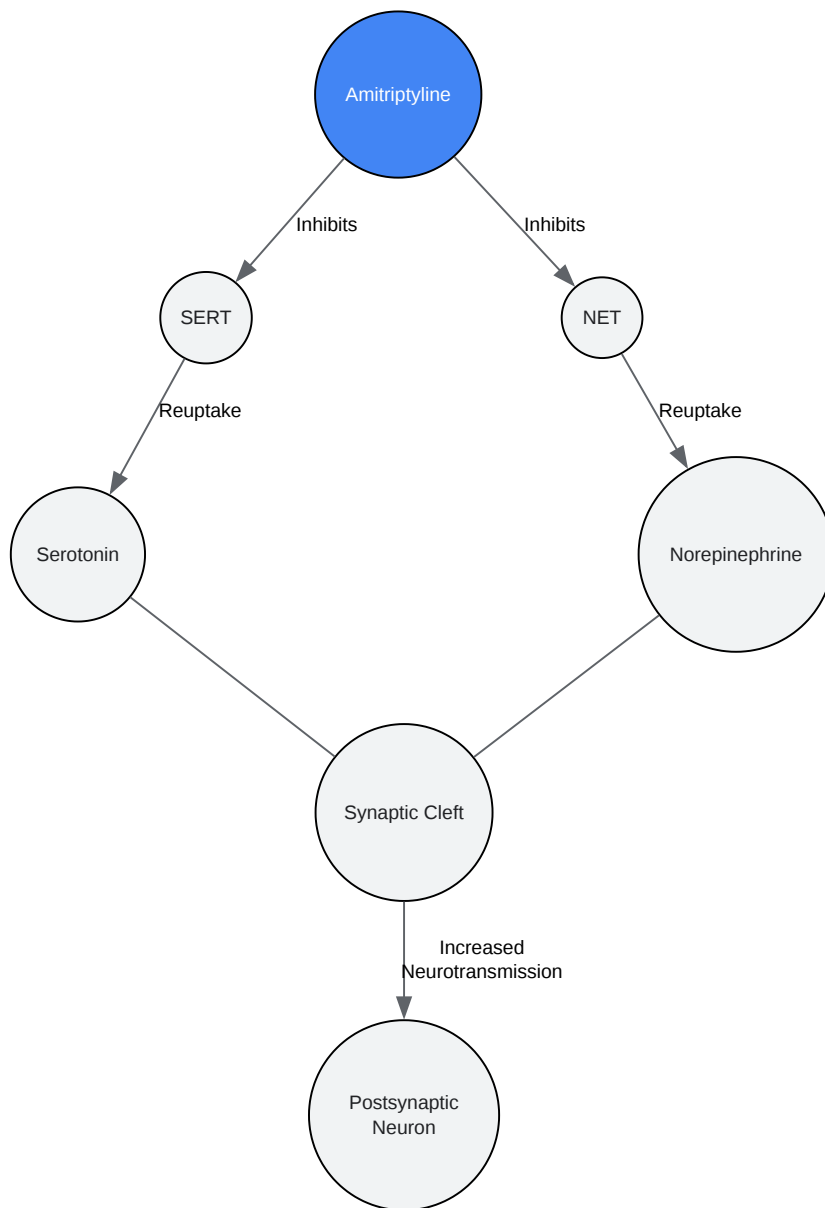 Amitriptyline
Inhibits
Inhibits
SERT
NET
Reuptake
Reuptake
Serotonin
Norepinephrine
Synaptic Cleft
Increased
Neurotransmission
Postsynaptic
Neuron